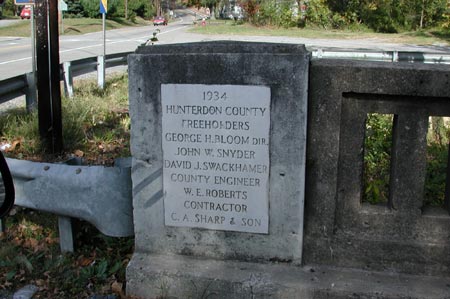 1934
HUNTERDON COUNTY
FREEHOLDERS
GEORGE H. BLOOM DIR.
JOHN W. SNYDER
DAVID J. SWACKHAMER
COUNTY ENGINEER
W. E. ROBERTS
CONTRACTOR
C. A. SHARP & SON